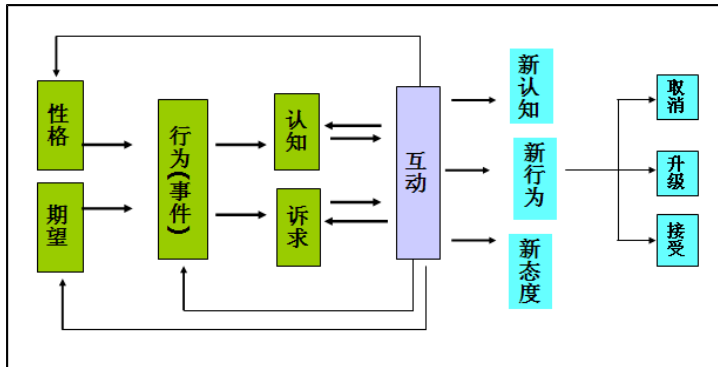 性格
期望
行为(事件)
认知
诉求
互动
新认知
新行为
新态度
取消
升级
接受